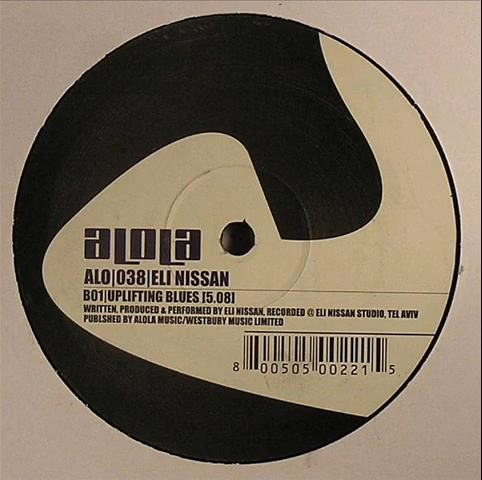 aLOLA
ALO|038|ELI NISSAN
B01|UPLIFTING BLUES [5.08]
WRITTEN, PRODUCED & PERFORMED BY ELI NISSAN, RECORDED @ ELI NISSAN STUDIO, TEL AVIV
PUBLSHED BY ALOLA MUSIC/WESTBURY MUSIC LIMITED
8 00505 00221 5